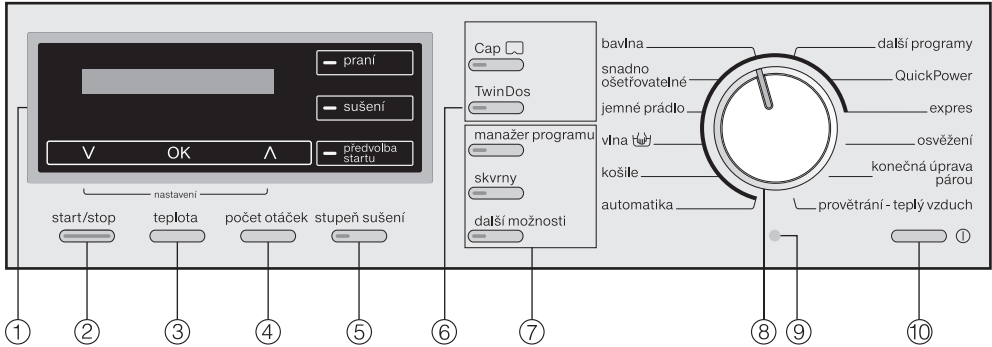 praní
sušení
předvolba
startu
OK
nastavení
start/stop
teplota
počet otáček
stupeň sušení
Cap
TwinDos
manažer programu
skvrny
další možnosti
bavlna
snadno
ošetřovatelné
jemné prádlo
vlna
košile
automatika
další programy
QuickPower
expres
osvěžení
konečná úprava
párou
provětrání - teplý vzduch
1
2
3
4
5
6
7
8
9
10